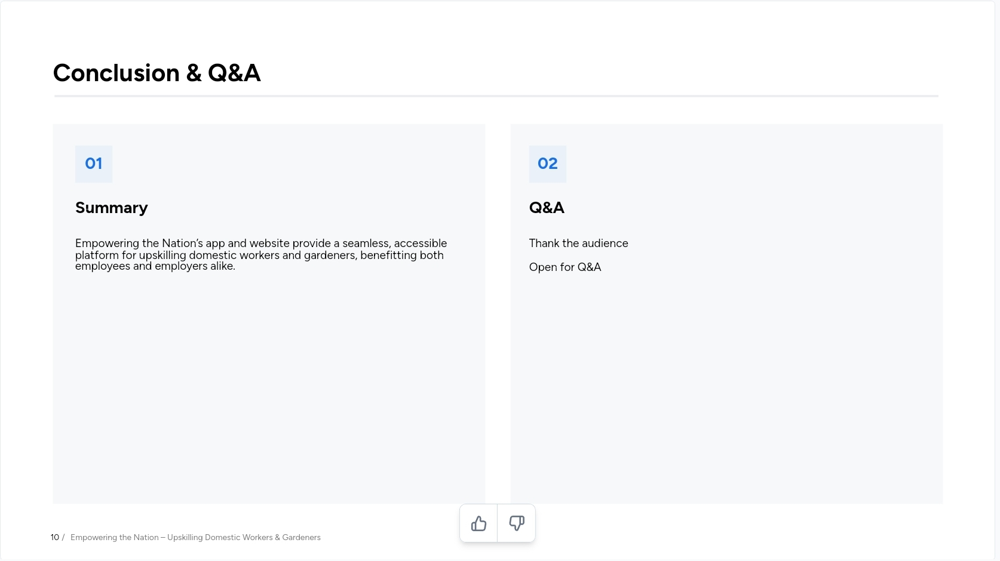 Conclusion & Q&A
01
Summary
Empowering the Nation’s app and website provide a seamless, accessible
platform for upskilling domestic workers and gardeners, benefitting both
employees and employers alike.
02
Q&A
Thank the audience
Open for Q&A
10 / Empowering the Nation – Upskilling Domestic Workers & Gardeners